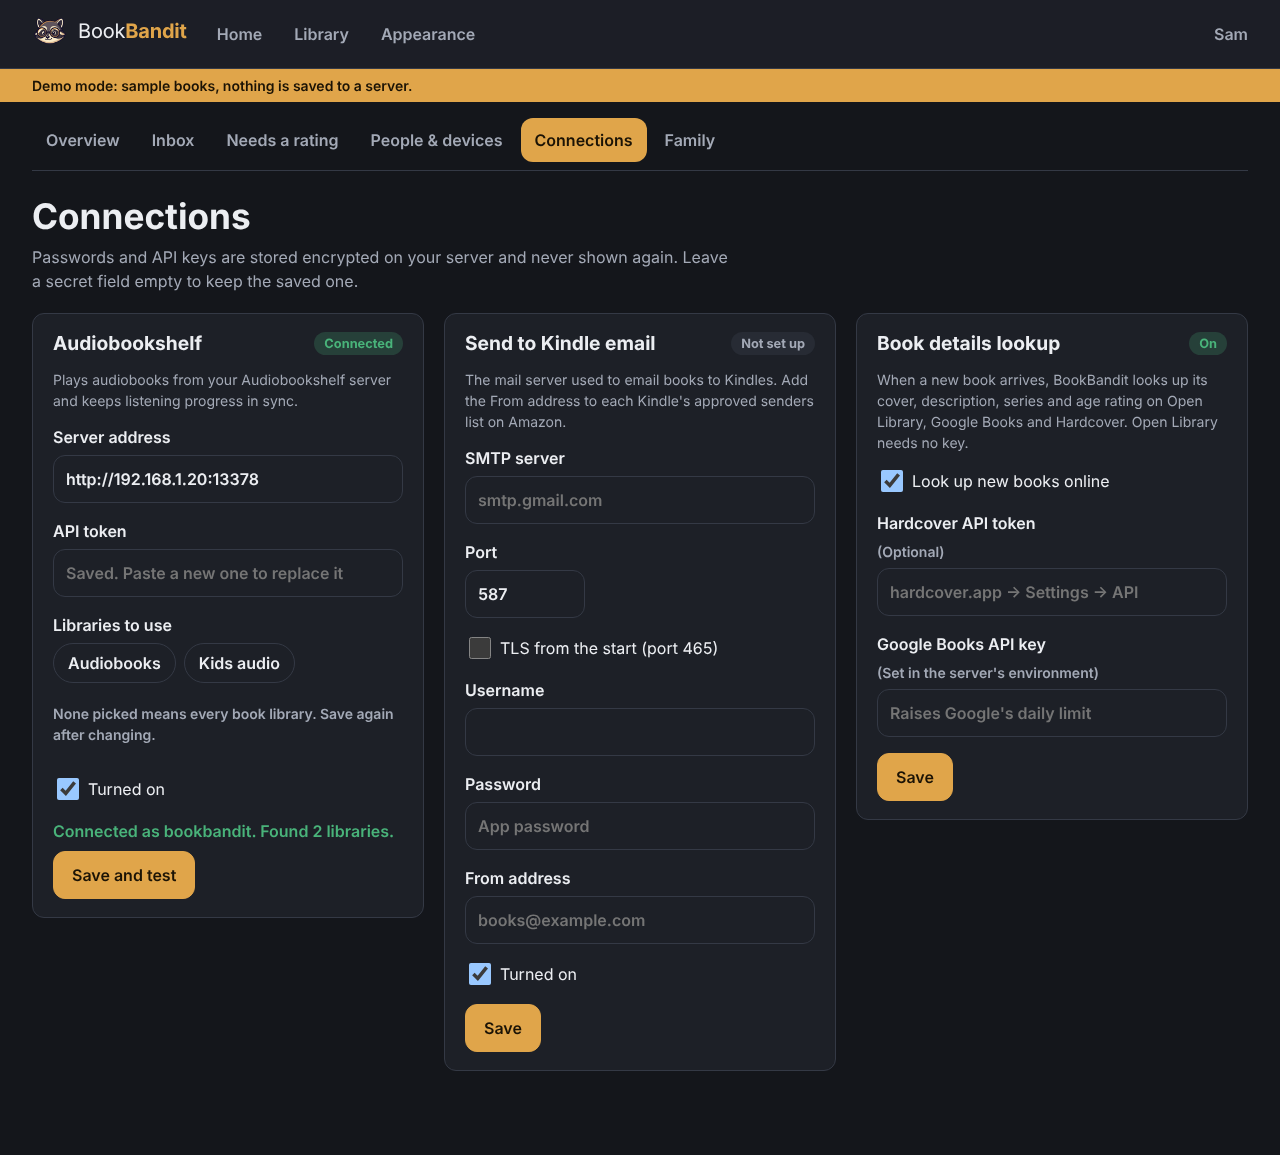 BookBandit
Home
Library
Appearance
Sam
Demo mode: sample books, nothing is saved to a server.
Overview
Inbox
Needs a rating
People & devices
Connections
Family
Connections
Passwords and API keys are stored encrypted on your server and never shown again. Leave
a secret field empty to keep the saved one.
Audiobookshelf
Connected
Plays audiobooks from your Audiobookshelf server
and keeps listening progress in sync.
Server address
http://192.168.1.20:13378
API token
Saved. Paste a new one to replace it
Libraries to use
Audiobooks
Kids audio
None picked means every book library. Save again
after changing.
Turned on
Connected as bookbandit. Found 2 libraries.
Save and test
Send to Kindle email
Not set up
The mail server used to email books to Kindles. Add
the From address to each Kindle's approved senders
list on Amazon.
SMTP server
smtp.gmail.com
Port
587
TLS from the start (port 465)
Username
Password
App password
From address
books@example.com
Turned on
Save
Book details lookup
On
When a new book arrives, BookBandit looks up its
cover, description, series and age rating on Open
Library, Google Books and Hardcover. Open Library
needs no key.
Look up new books online
Hardcover API token
(Optional)
hardcover.app → Settings → API
Google Books API key
(Set in the server's environment)
Raises Google's daily limit
Save